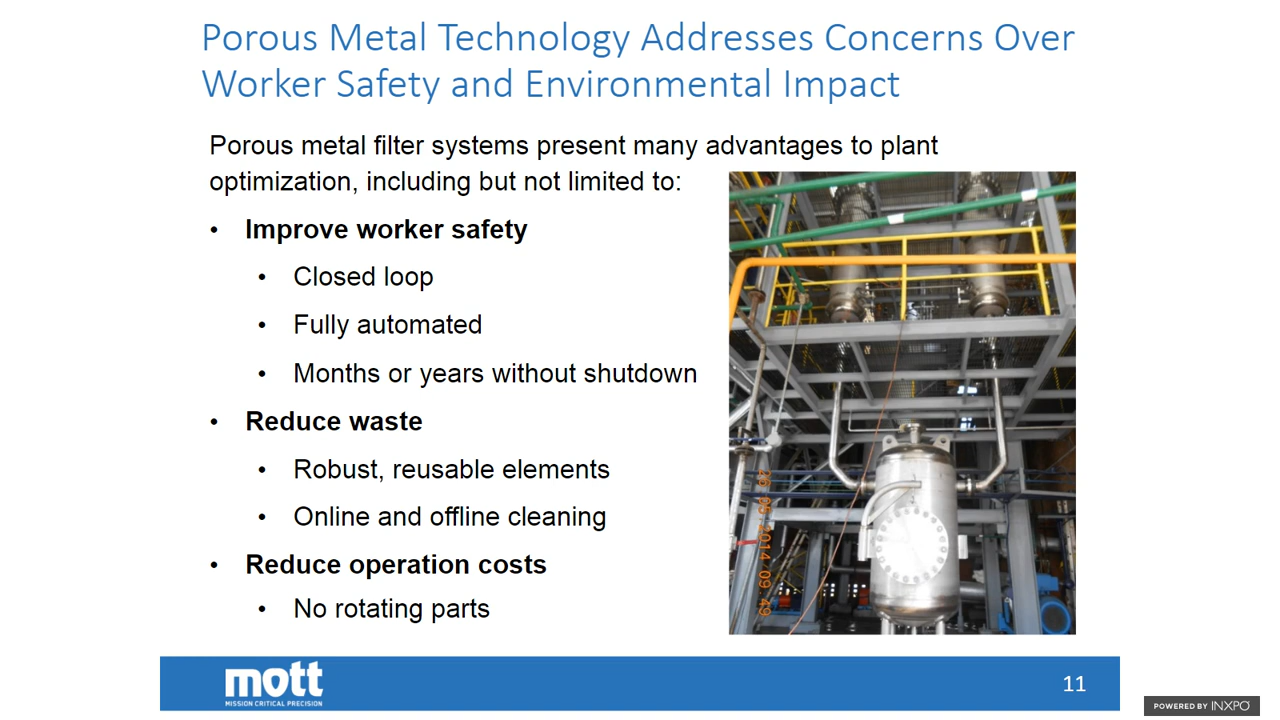 Porous Metal Technology Addresses Concerns Over
Worker Safety and Environmental Impact
Porous metal filter systems present many advantages to plant
optimization, including but not limited to:
• Improve worker safety
• Closed loop
• Fully automated
• Months or years without shutdown
• Reduce waste
• Robust, reusable elements
• Online and offline cleaning
• Reduce operation costs
• No rotating parts
mott
MISSION CRITICAL PRECISION
11
POWERED BY INXPO